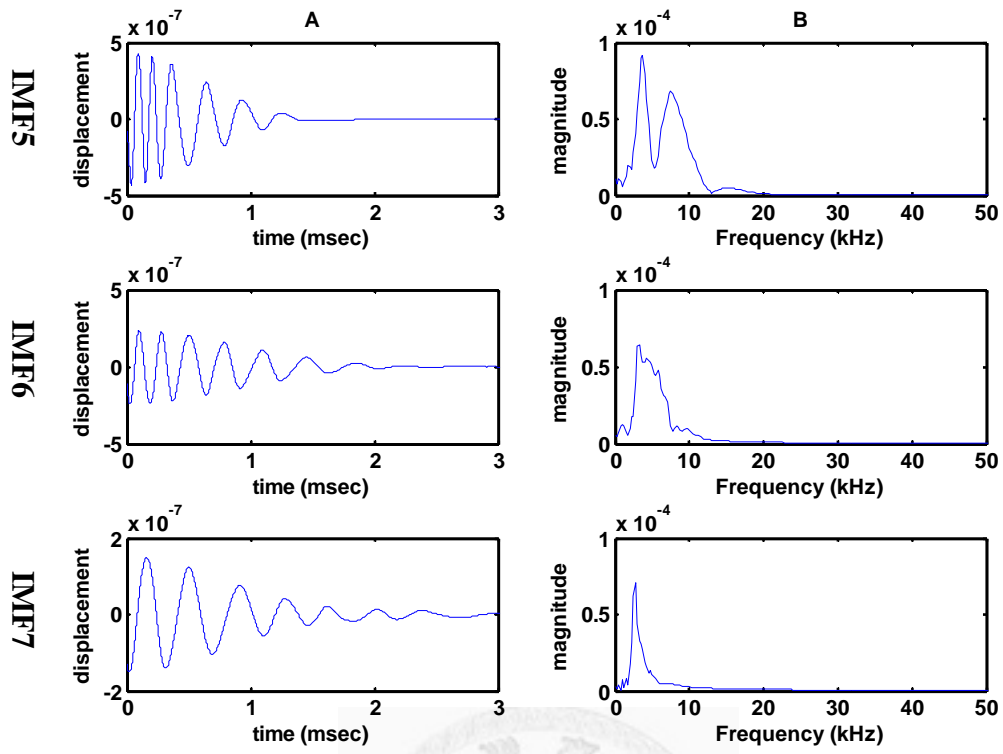 A
B
IMF5
x 10^-7
displacement
5
0
-5
0 1 2 3
time (msec)
x 10^-4
magnitude
1
0.5
0
0 10 20 30 40 50
Frequency (kHz)
IMF6
x 10^-7
displacement
5
0
-5
0 1 2 3
time (msec)
x 10^-4
magnitude
1
0.5
0
0 10 20 30 40 50
Frequency (kHz)
IMF7
x 10^-7
displacement
2
0
-2
0 1 2 3
time (msec)
x 10^-4
magnitude
1
0.5
0
0 10 20 30 40 50
Frequency (kHz)